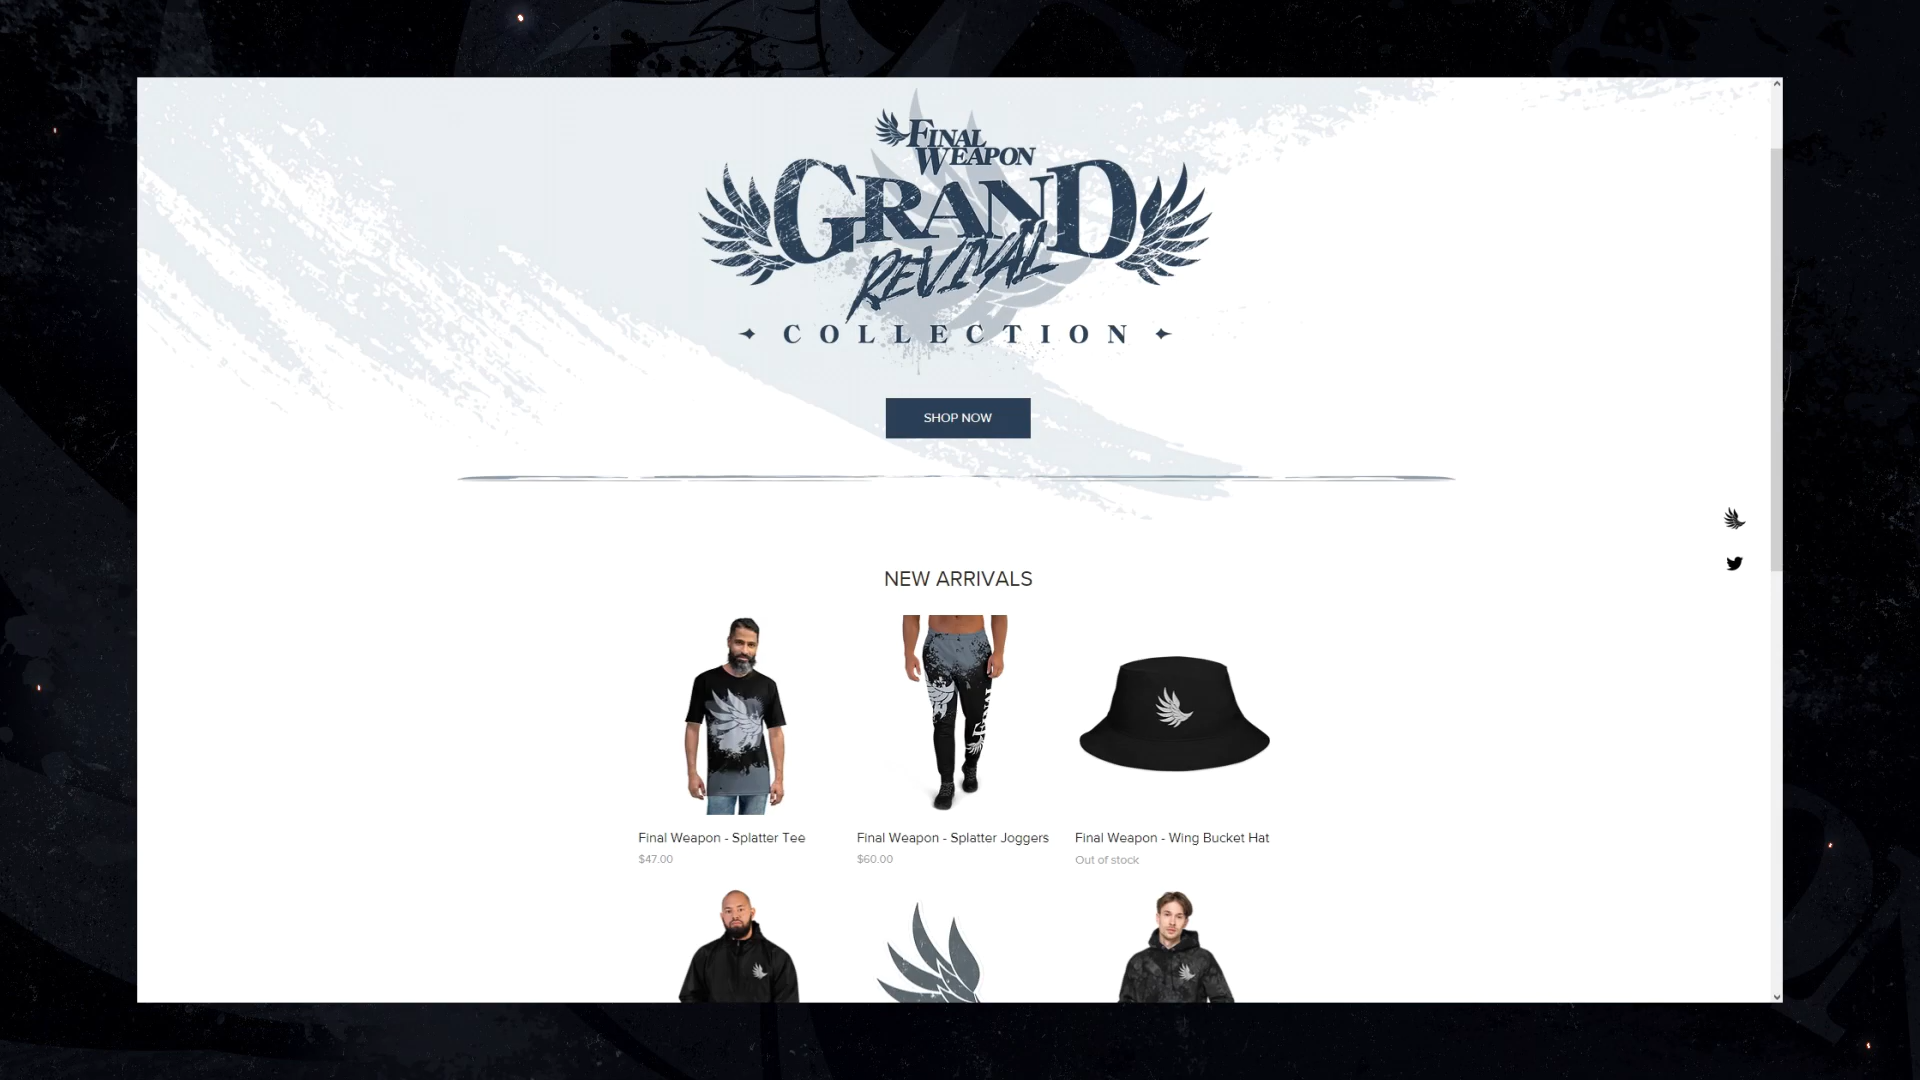 FINAL
WEAPON
GRAND
REVIVAL
COLLECTION
SHOP NOW
NEW ARRIVALS
Final Weapon - Splatter Tee
$47.00
FINAL
Final Weapon - Splatter Joggers
$60.00
Final Weapon - Wing Bucket Hat
Out of stock